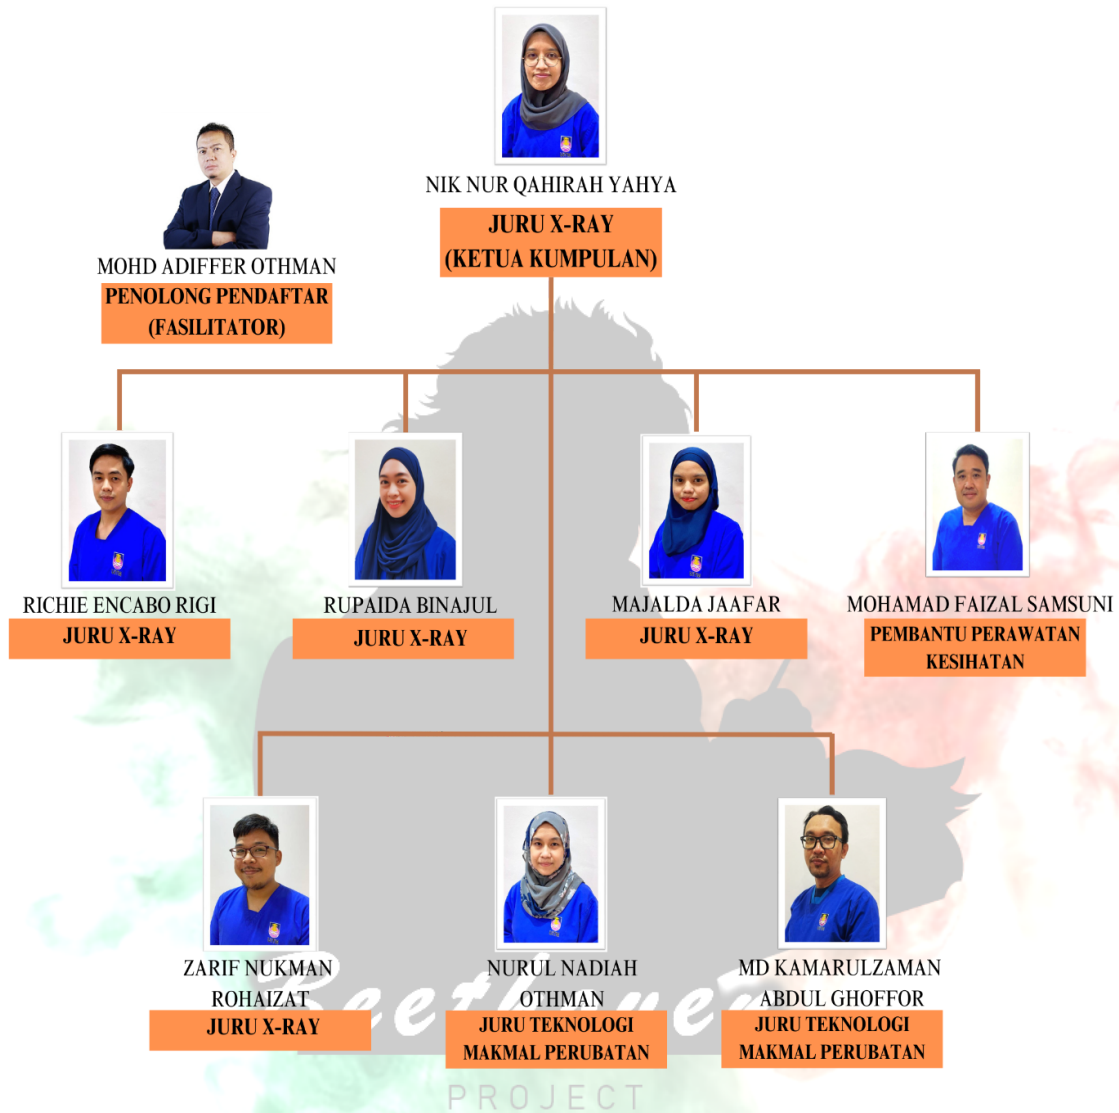 NIK NUR QAHIRAH YAHYA
JURU X-RAY
(KETUA KUMPULAN)
MOHD ADIFFER OTHMAN
PENOLONG PENDAFTAR
(FASILITATOR)
RICHIE ENCABO RIGI
JURU X-RAY
RUPAIDA BINAJUL
JURU X-RAY
MAJALDA JAAFAR
JURU X-RAY
MOHAMAD FAIZAL SAMSUNI
PEMBANTU PERAWATAN
KESIHATAN
ZARIF NUKMAN
ROHAIZAT
JURU X-RAY
NURUL NADIAH
OTHMAN
JURU TEKNOLOGI
MAKMAL PERUBATAN
MD KAMARULZAMAN
ABDUL GHOFFOR
JURU TEKNOLOGI
MAKMAL PERUBATAN
Beethoven
PROJECT